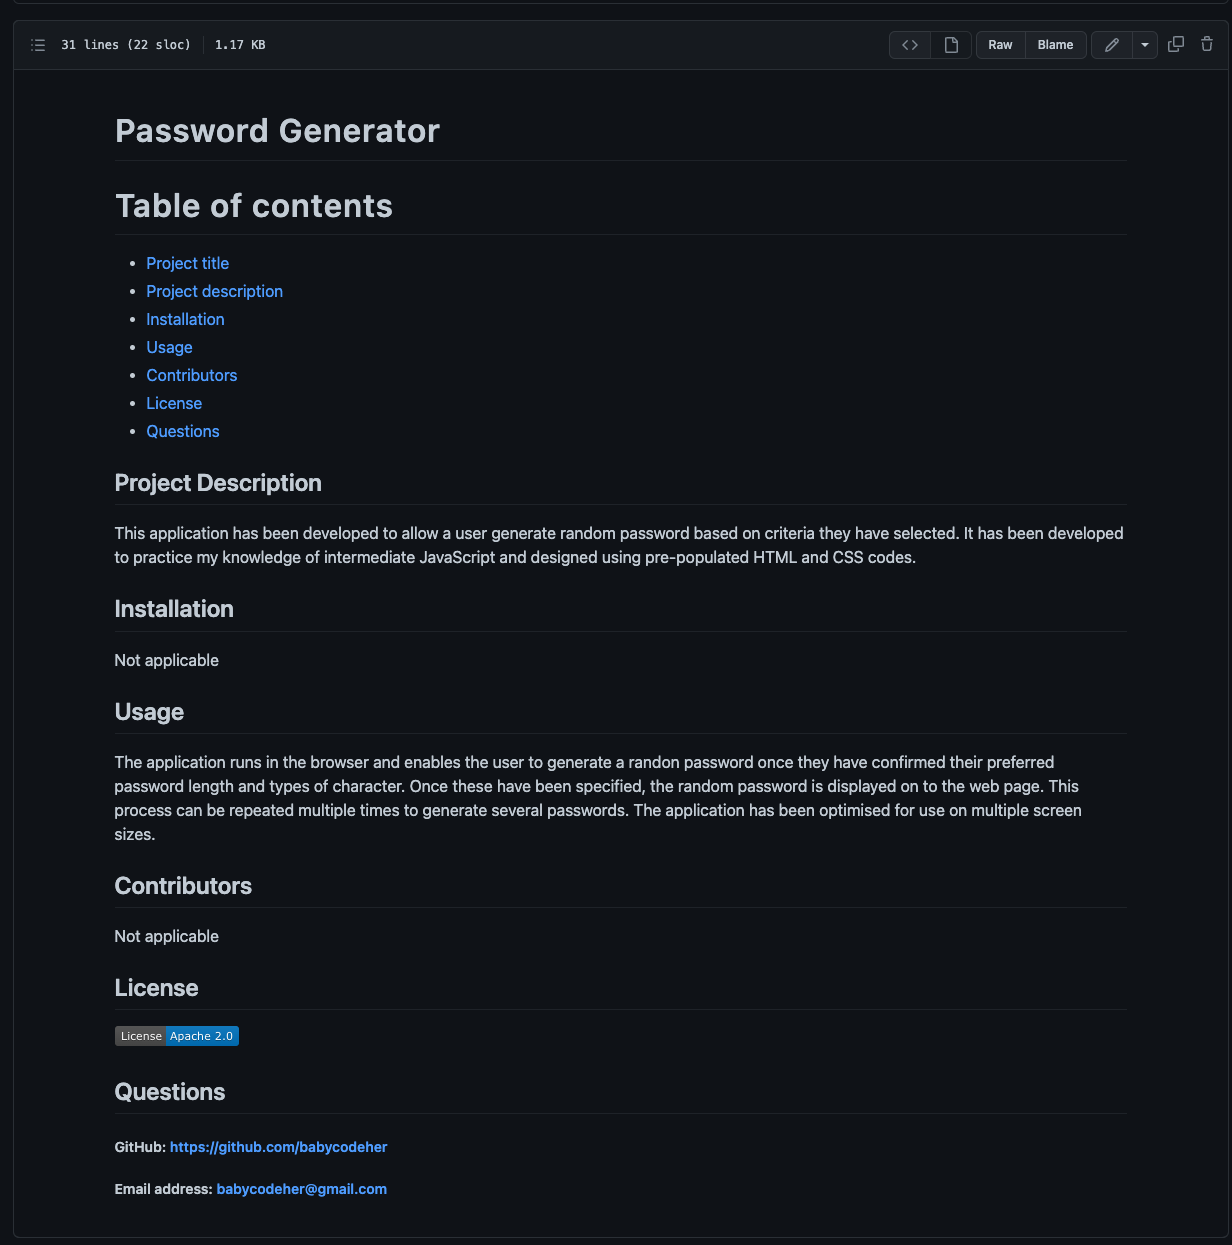 31 lines (22 sloc) 1.17 KB Raw Blame
Password Generator
Table of contents
• Project title
• Project description
• Installation
• Usage
• Contributors
• License
• Questions
Project Description
This application has been developed to allow a user generate random password based on criteria they have selected. It has been developed
to practice my knowledge of intermediate JavaScript and designed using pre-populated HTML and CSS codes.
Installation
Not applicable
Usage
The application runs in the browser and enables the user to generate a randon password once they have confirmed their preferred
password length and types of character. Once these have been specified, the random password is displayed on to the web page. This
process can be repeated multiple times to generate several passwords. The application has been optimised for use on multiple screen
sizes.
Contributors
Not applicable
License
License Apache 2.0
Questions
GitHub: https://github.com/babycodeher
Email address: babycodeher@gmail.com